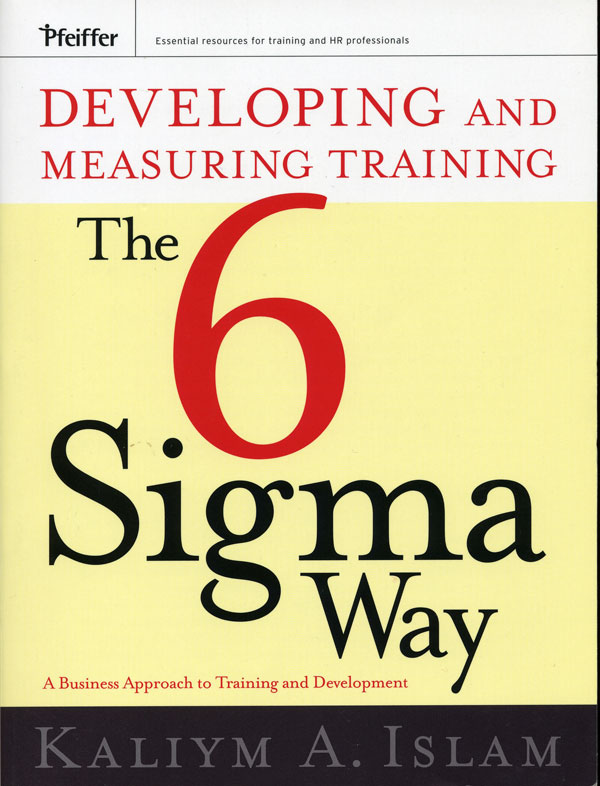 Pfeiffer
Essential resources for training and HR professionals
DEVELOPING AND
MEASURING TRAINING
The 6
Sigma
Way
A Business Approach to Training and Development
KALIYM A. ISLAM